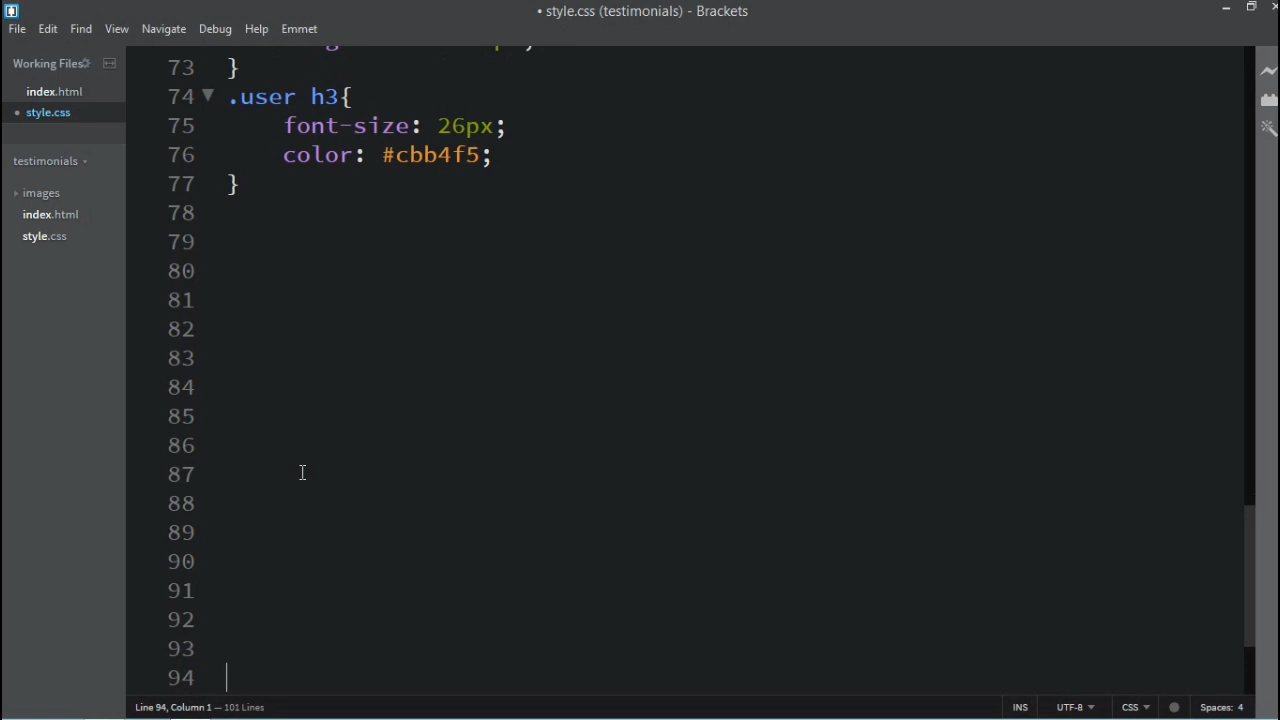 • style.css (testimonials) - Brackets
File Edit Find View Navigate Debug Help Emmet
Working Files
index.html
• style.css
testimonials
images
index.html
style.css
73 }
74 .user h3{
75 font-size: 26px;
76 color: #cbb4f5;
77 }
78
79
80
81
82
83
84
85
86
87
88
89
90
91
92
93
94
Line 94, Column 1 — 101 Lines INS UTF-8 CSS Spaces: 4